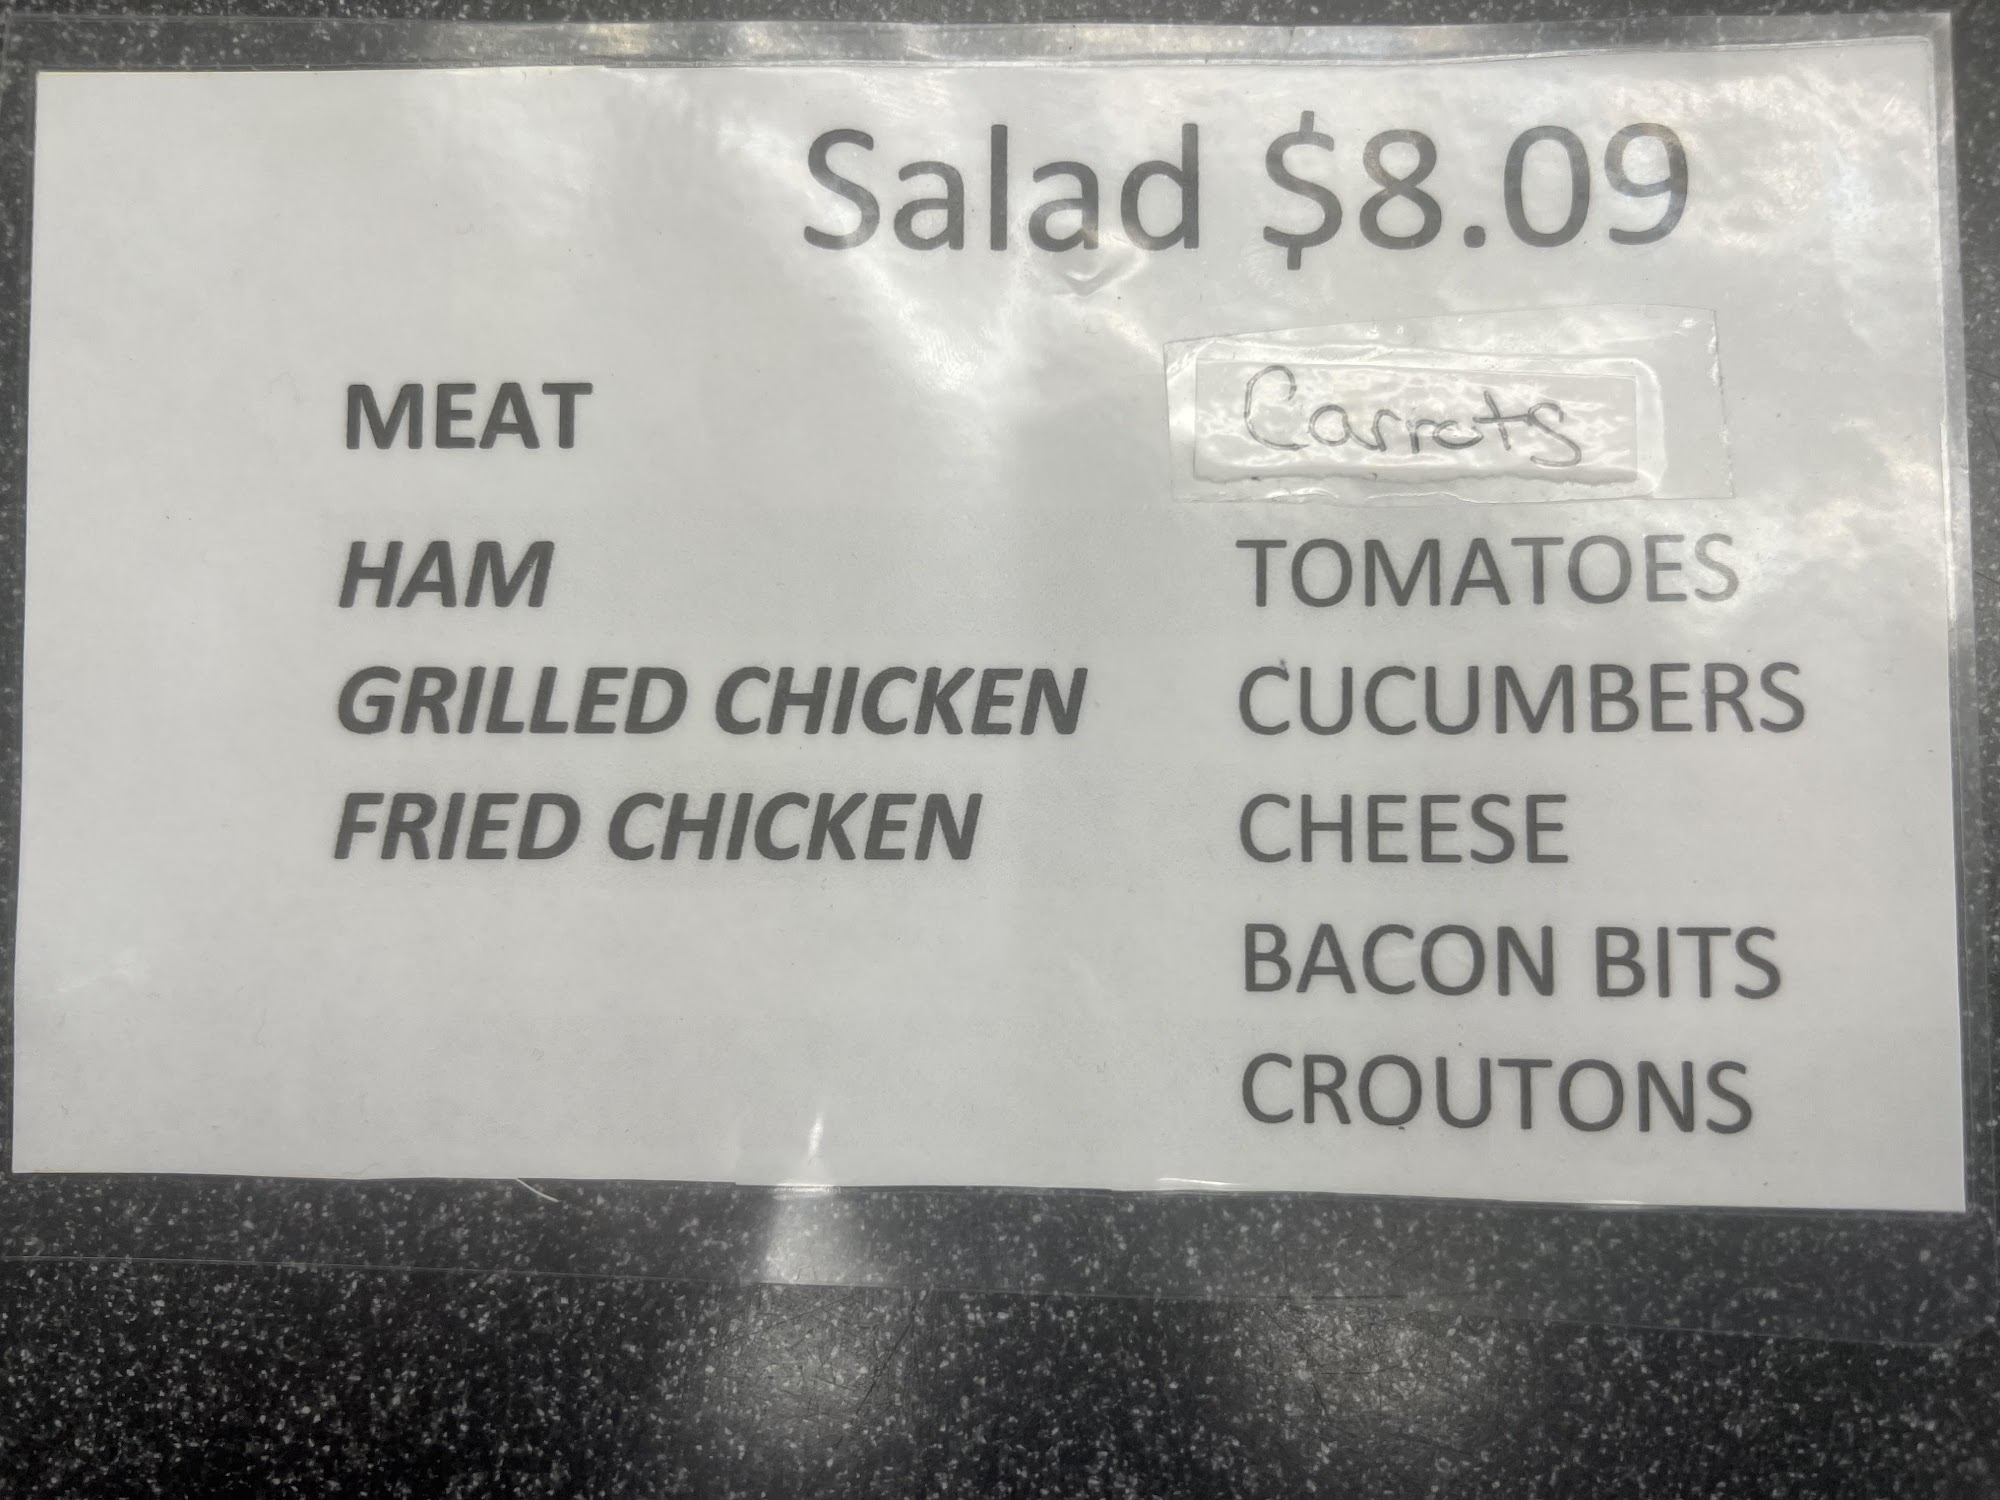 Salad $8.09
MEAT
HAM
GRILLED CHICKEN
FRIED CHICKEN
Carrots
TOMATOES
CUCUMBERS
CHEESE
BACON BITS
CROUTONS